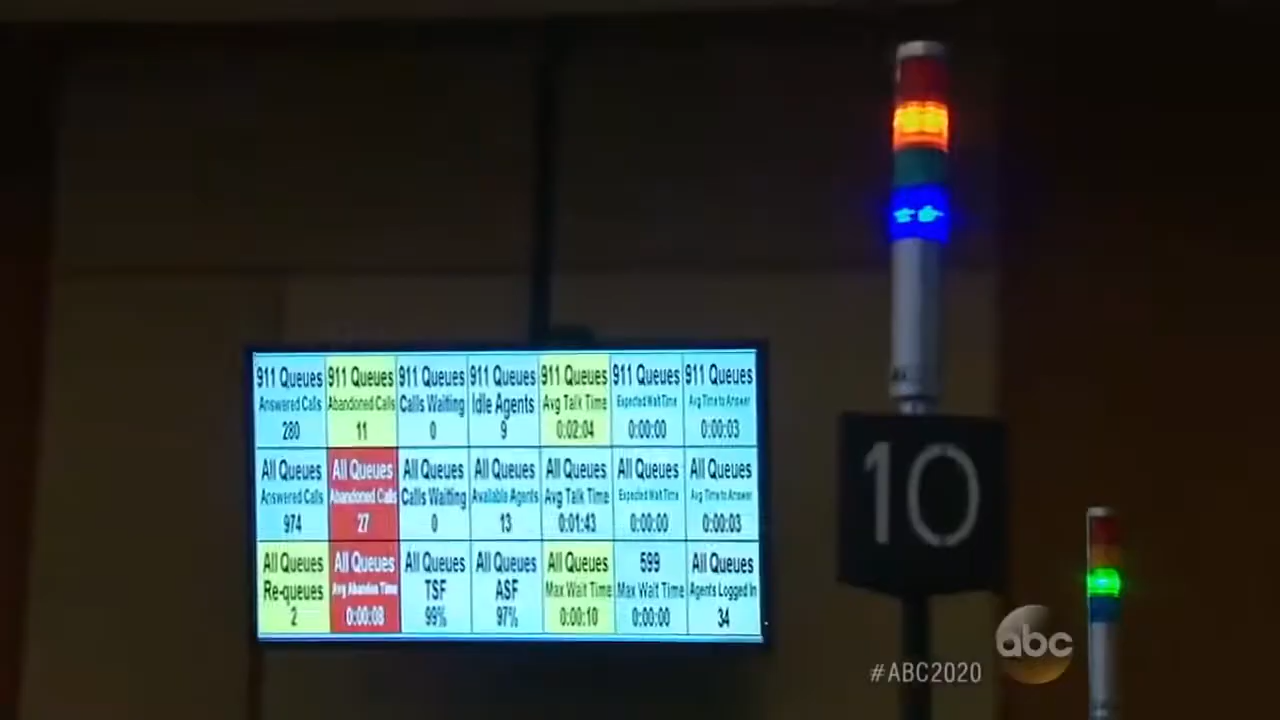 911 Queues 911 Queues 911 Queues 911 Queues 911 Queues 911 Queues 911 Queues
Answered Calls Abandoned Calls Calls Waiting Idle Agents Avg Talk Time Expected Wait Time Avg Time to Answer
280 11 0 9 0:02:04 0:00:00 0:00:03
All Queues All Queues All Queues All Queues All Queues All Queues All Queues
Answered Calls Abandoned Calls Calls Waiting Available Agents Avg Talk Time Expected Wait Time Avg Time to Answer
974 27 0 13 0:01:43 0:00:00 0:00:03
All Queues All Queues All Queues All Queues All Queues 599 All Queues
Re-queues Avg Abandon Time TSF ASF Max Wait Time Max Wait Time Agents Logged In
2 0:00:08 99% 97% 0:00:10 0:00:00 34
10
abc
#ABC2020